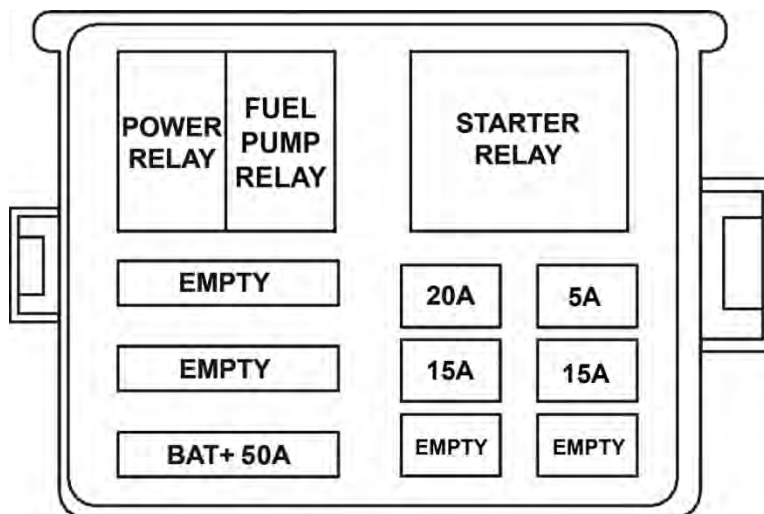 POWER
RELAY
FUEL
PUMP
RELAY
STARTER
RELAY
EMPTY
EMPTY
BAT+ 50A
20A
5A
15A
15A
EMPTY
EMPTY